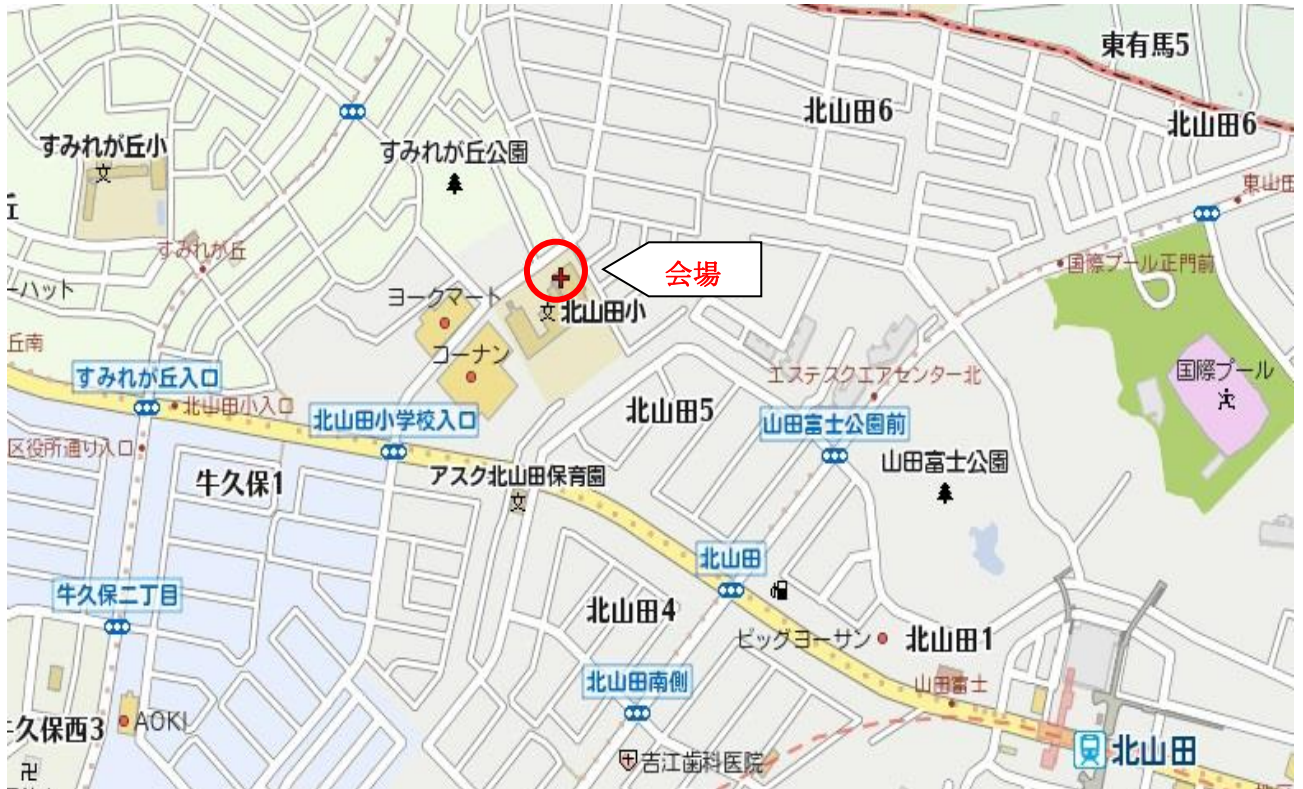 東有馬5
北山田6
北山田6
すみれが丘小
すみれが丘公園
東山田
丘
すみれが丘
国際プール正門前
会場
ーハット
ヨークマート
北山田小
丘南
コーナン
エステスクエアセンター北
国際プール
すみれが丘入口
北山田小入口
北山田小学校入口
北山田5
山田富士公園前
区役所通り入口
牛久保1
アスク北山田保育園
山田富士公園
北山田
牛久保二丁目
北山田4
ビッグヨーサン
北山田1
北山田南側
山田富士
久保西3
AOKI
吉江歯科医院
北山田